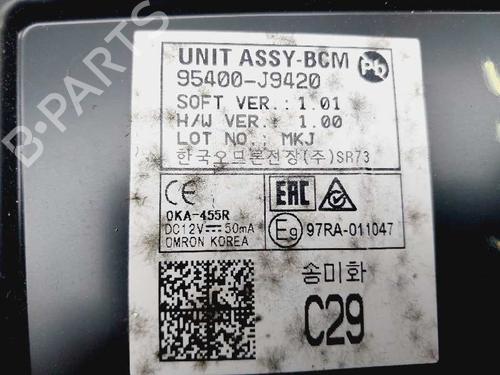 UNIT ASSY-BCM
95400-J9420
Pb
SOFT VER.: 1.01
H/W VER.: 1.00
LOT NO.: MKJ
한국오므론전장(주)SR73
CE
OKA-455R
DC12V 50mA
OMRON KOREA
EAC
E9 97RA-011047
송미화
C29
B-PARTS